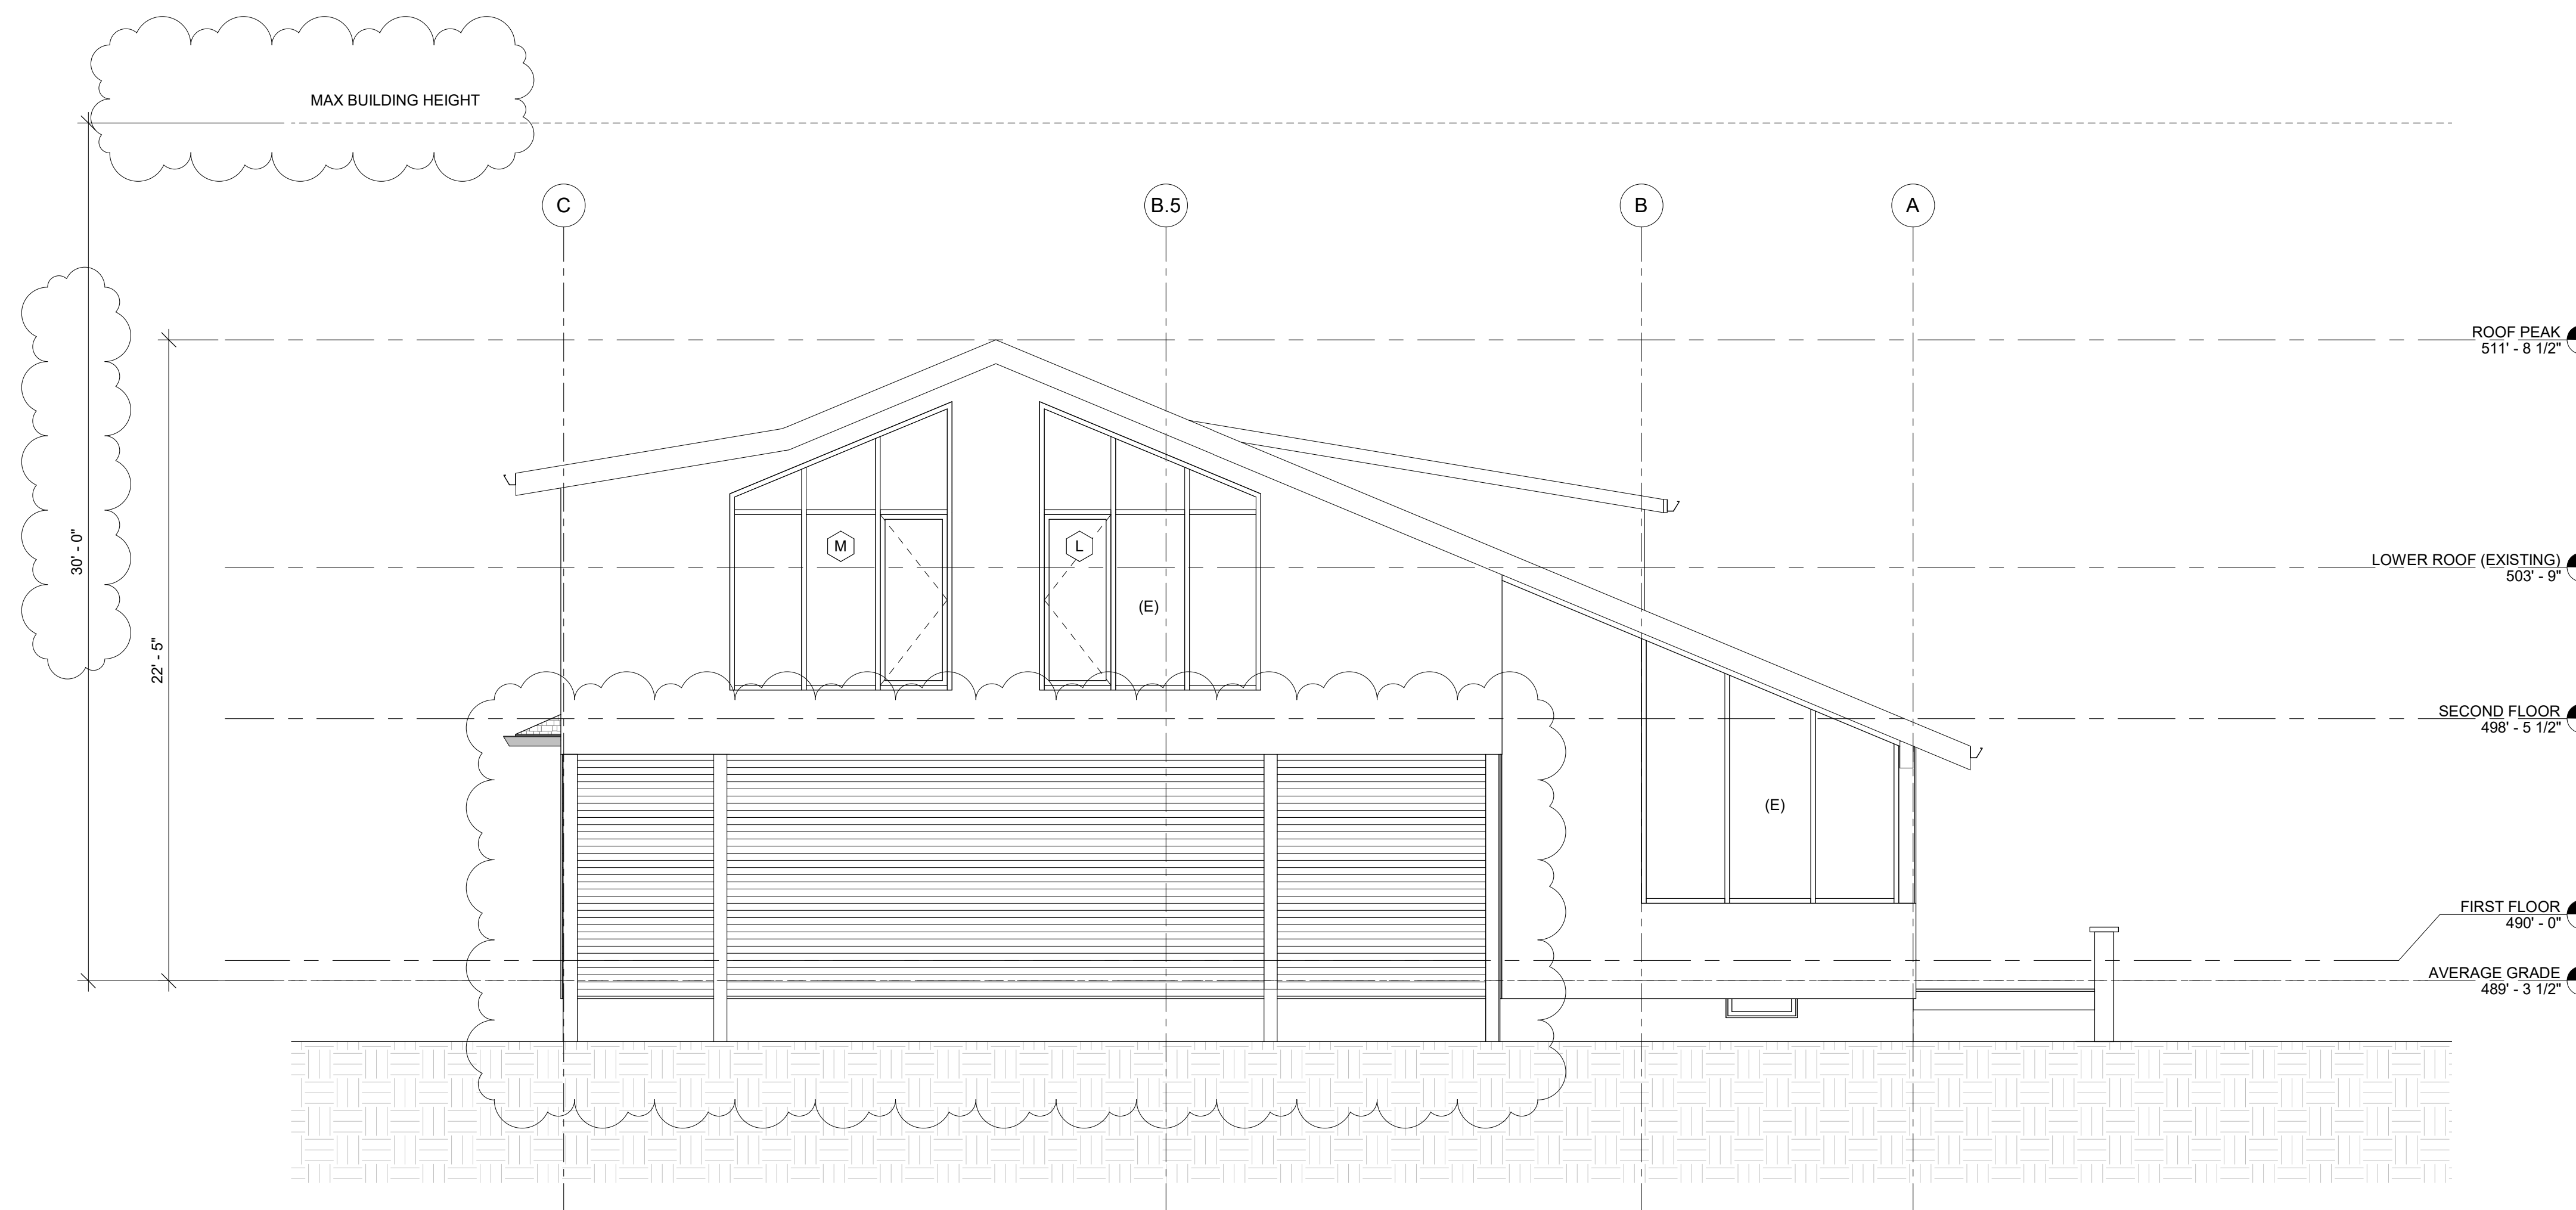 MAX BUILDING HEIGHT
C
B.5
B
A
ROOF PEAK
511' - 8 1/2"
30' - 0"
22' - 5"
M
L
(E)
LOWER ROOF (EXISTING)
503' - 9"
SECOND FLOOR
498' - 5 1/2"
(E)
FIRST FLOOR
490' - 0"
AVERAGE GRADE
489' - 3 1/2"